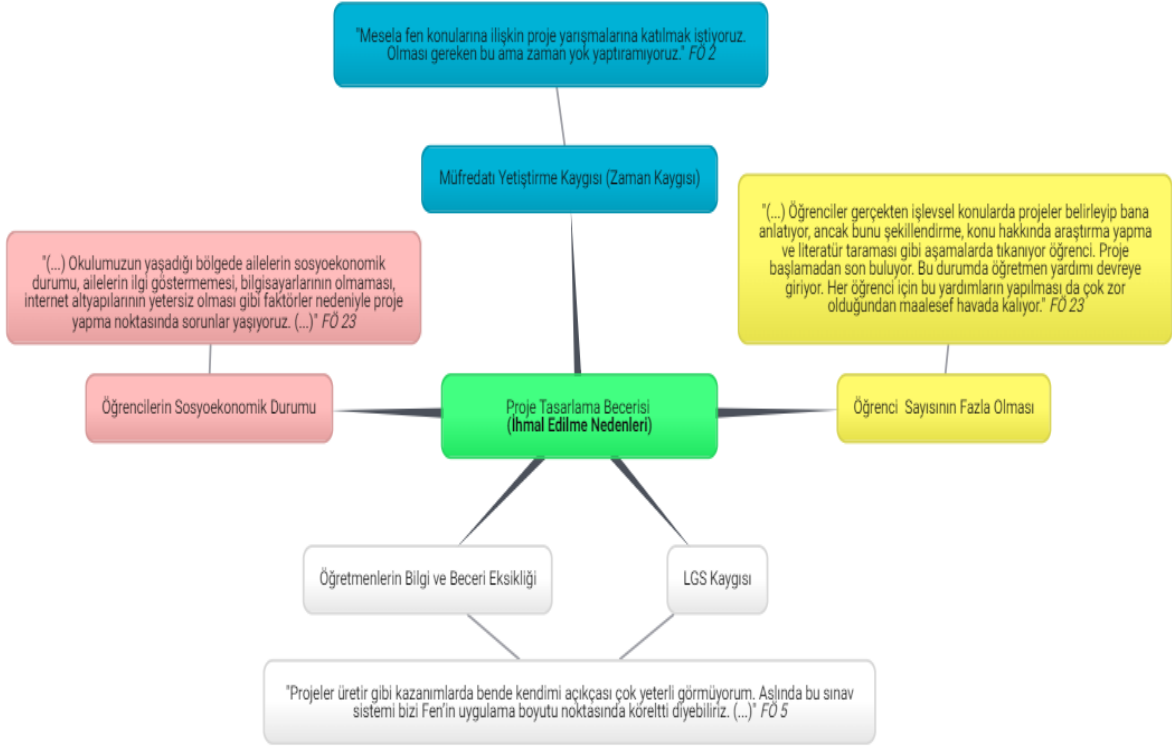 "Mesela fen konularına ilişkin proje yarışmalarına katılmak istiyoruz.
Olması gereken bu ama zaman yok yaptıramıyoruz." FÖ 2
Müfredatı Yetiştirme Kaygısı (Zaman Kaygısı)
"(...) Öğrenciler gerçekten işlevsel konularda projeler belirleyip bana
anlatıyor, ancak bunu şekillendirme, konu hakkında araştırma yapma
ve literatür taraması gibi aşamalarda tıkanıyor öğrenci. Proje
başlamadan son buluyor. Bu durumda öğretmen yardımı devreye
giriyor. Her öğrenci için bu yardımların yapılması da çok zor
olduğundan maalesef havada kalıyor." FÖ 23
"(...) Okulumuzun yaşadığı bölgede ailelerin sosyoekonomik
durumu, ailelerin ilgi göstermemesi, bilgisayarlarının olmaması,
internet altyapılarının yetersiz olması gibi faktörler nedeniyle proje
yapma noktasında sorunlar yaşıyoruz. (...)" FÖ 23
Öğrencilerin Sosyoekonomik Durumu
Proje Tasarlama Becerisi
(İhmal Edilme Nedenleri)
Öğrenci Sayısının Fazla Olması
Öğretmenlerin Bilgi ve Beceri Eksikliği
LGS Kaygısı
"Projeler üretir gibi kazanımlarda bende kendimi açıkçası çok yeterli görmüyorum. Aslında bu sınav
sistemi bizi Fen'in uygulama boyutu noktasında köreltti diyebiliriz. (...)" FÖ 5